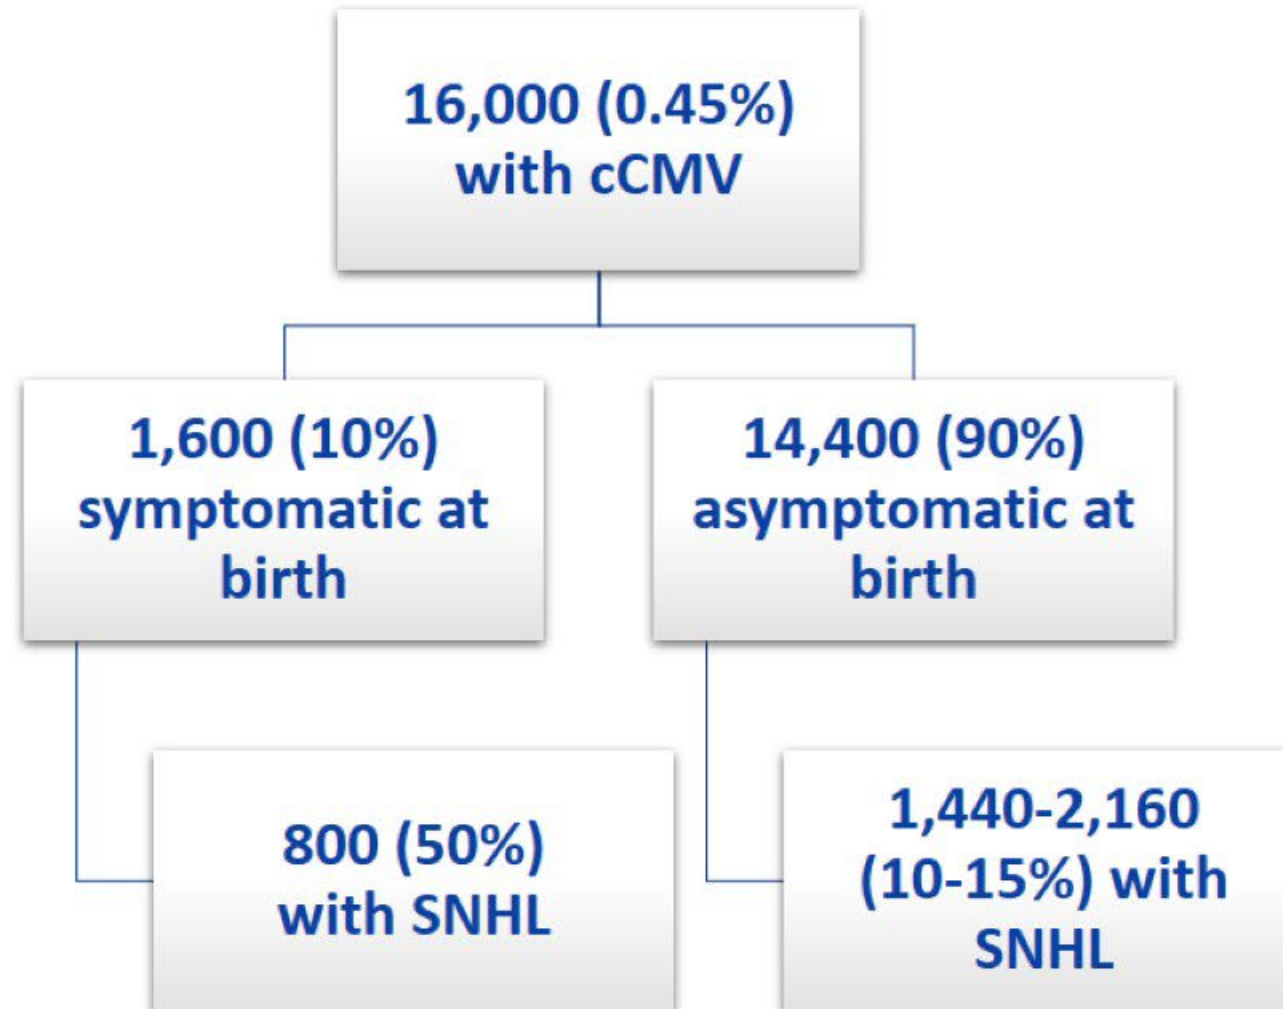 16,000 (0.45%)
with cCMV
1,600 (10%)
symptomatic at
birth
14,400 (90%)
asymptomatic at
birth
800 (50%)
with SNHL
1,440-2,160
(10-15%) with
SNHL